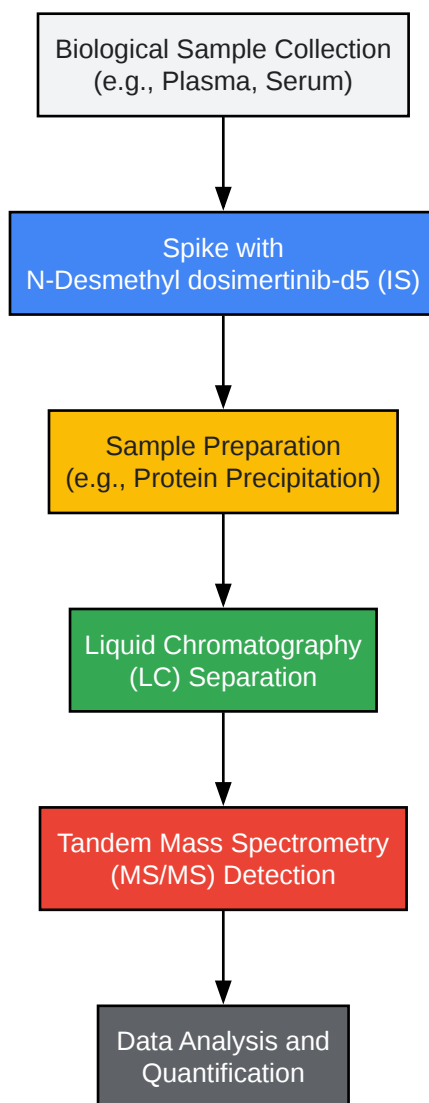 Biological Sample Collection
(e.g., Plasma, Serum)
Spike with
N-Desmethyl dosimertinib-d5 (IS)
Sample Preparation
(e.g., Protein Precipitation)
Liquid Chromatography
(LC) Separation
Tandem Mass Spectrometry
(MS/MS) Detection
Data Analysis and
Quantification